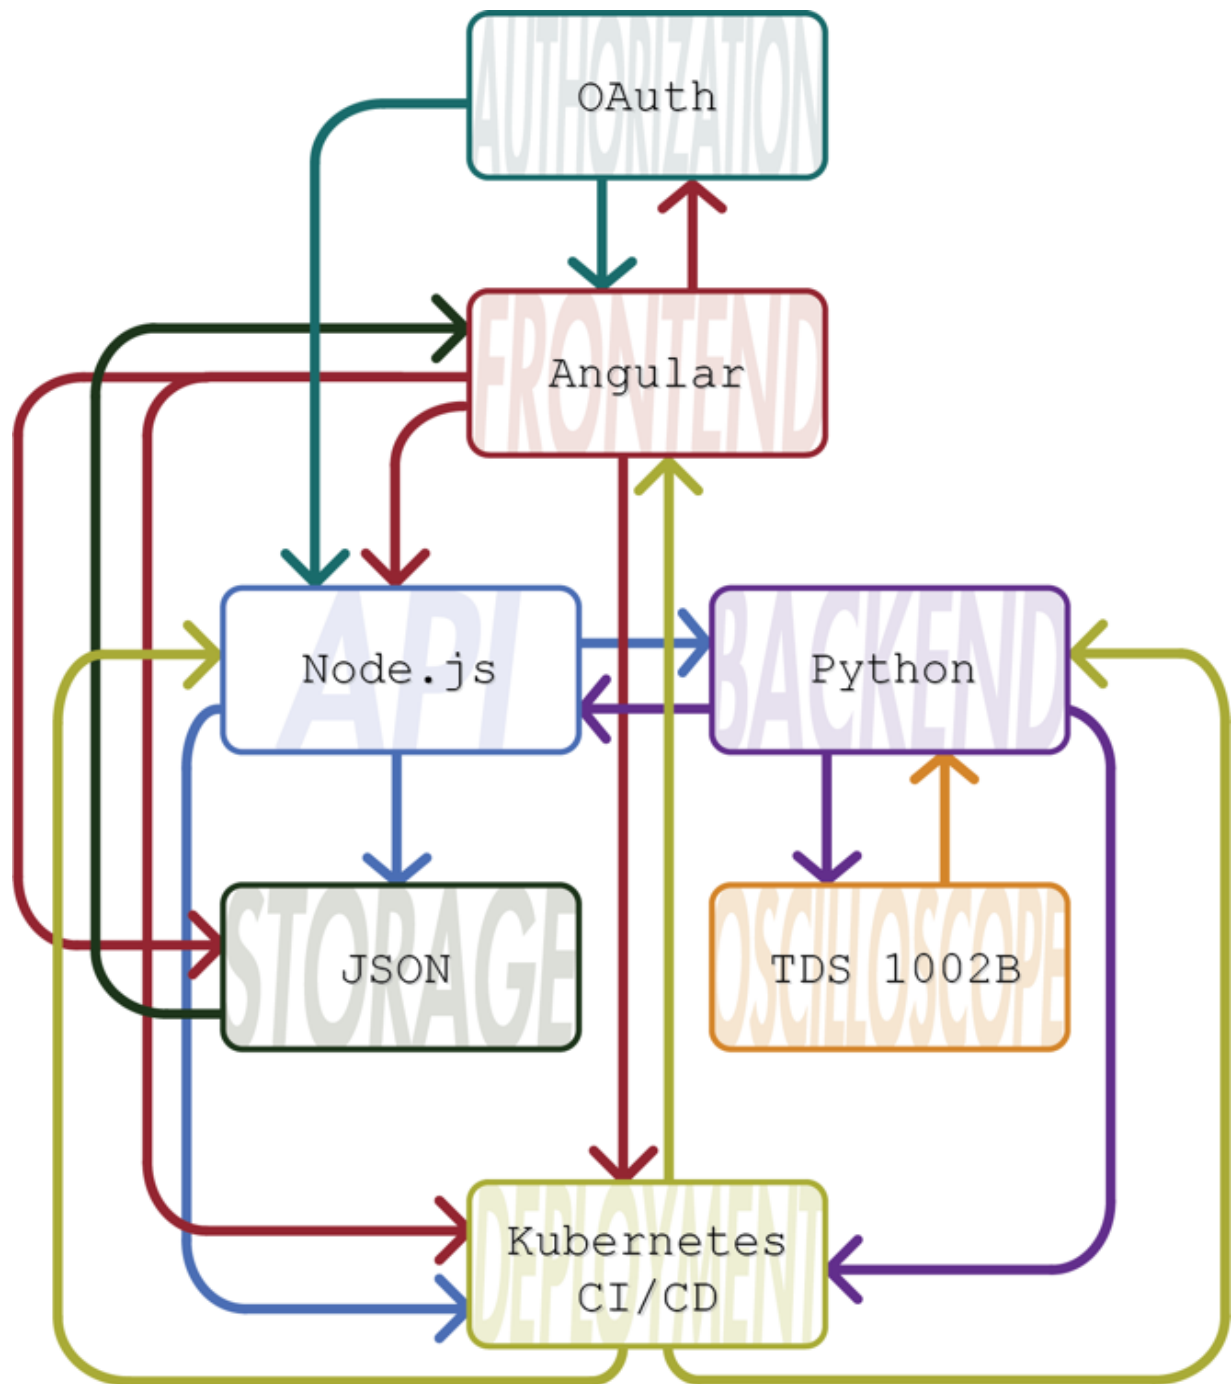 AUTHORIZATION
OAuth
FRONTEND
Angular
API
Node.js
BACKEND
Python
STORAGE
JSON
OSCILLOSCOPE
TDS 1002B
DEPLOYMENT
Kubernetes
CI/CD